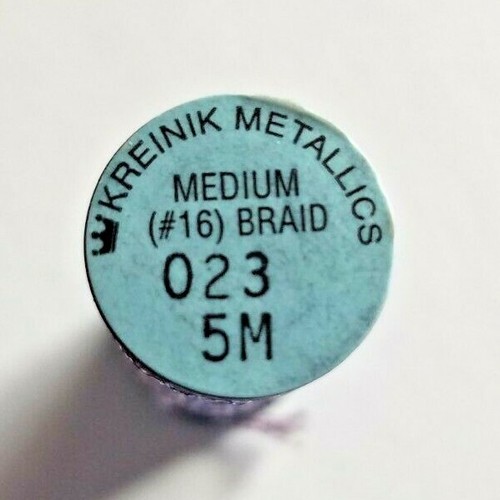 KREINIK METALLICS
MEDIUM
(#16) BRAID
023
5M